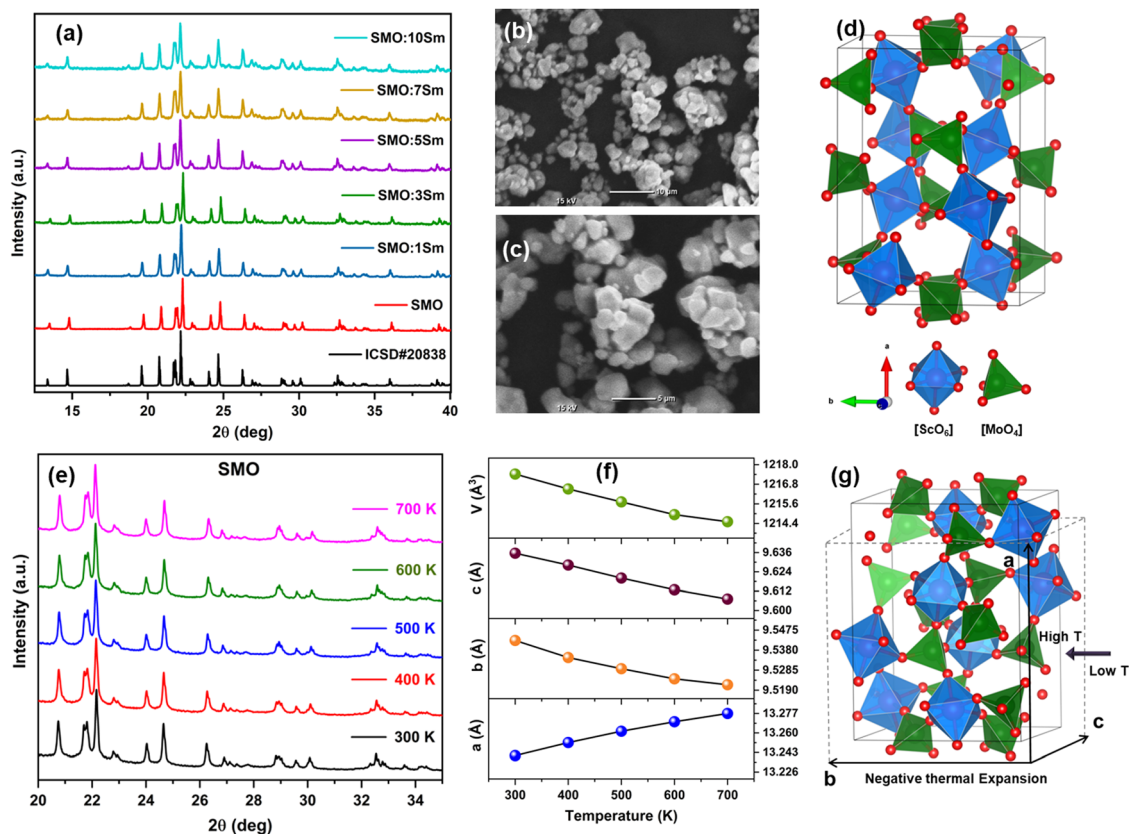 (a)
SMO:10Sm
SMO:7Sm
SMO:5Sm
SMO:3Sm
SMO:1Sm
SMO
ICSD#20838
Intensity (a.u.)
15 20 25 30 35 40
2θ (deg)
(b)
15 kV 10 µm
(c)
15 kV 5 µm
(d)
a
b
c
[ScO6] [MoO4]
(e)
SMO
700 K
600 K
500 K
400 K
300 K
Intensity (a.u.)
20 22 24 26 28 30 32 34
2θ (deg)
(f)
V (Å3)
1218.0
1216.8
1215.6
1214.4
c (Å)
9.636
9.624
9.612
9.600
b (Å)
9.5475
9.5380
9.5285
9.5190
a (Å)
13.277
13.260
13.243
13.226
300 400 500 600 700
Temperature (K)
(g)
a
High T
Low T
c
b
Negative thermal Expansion